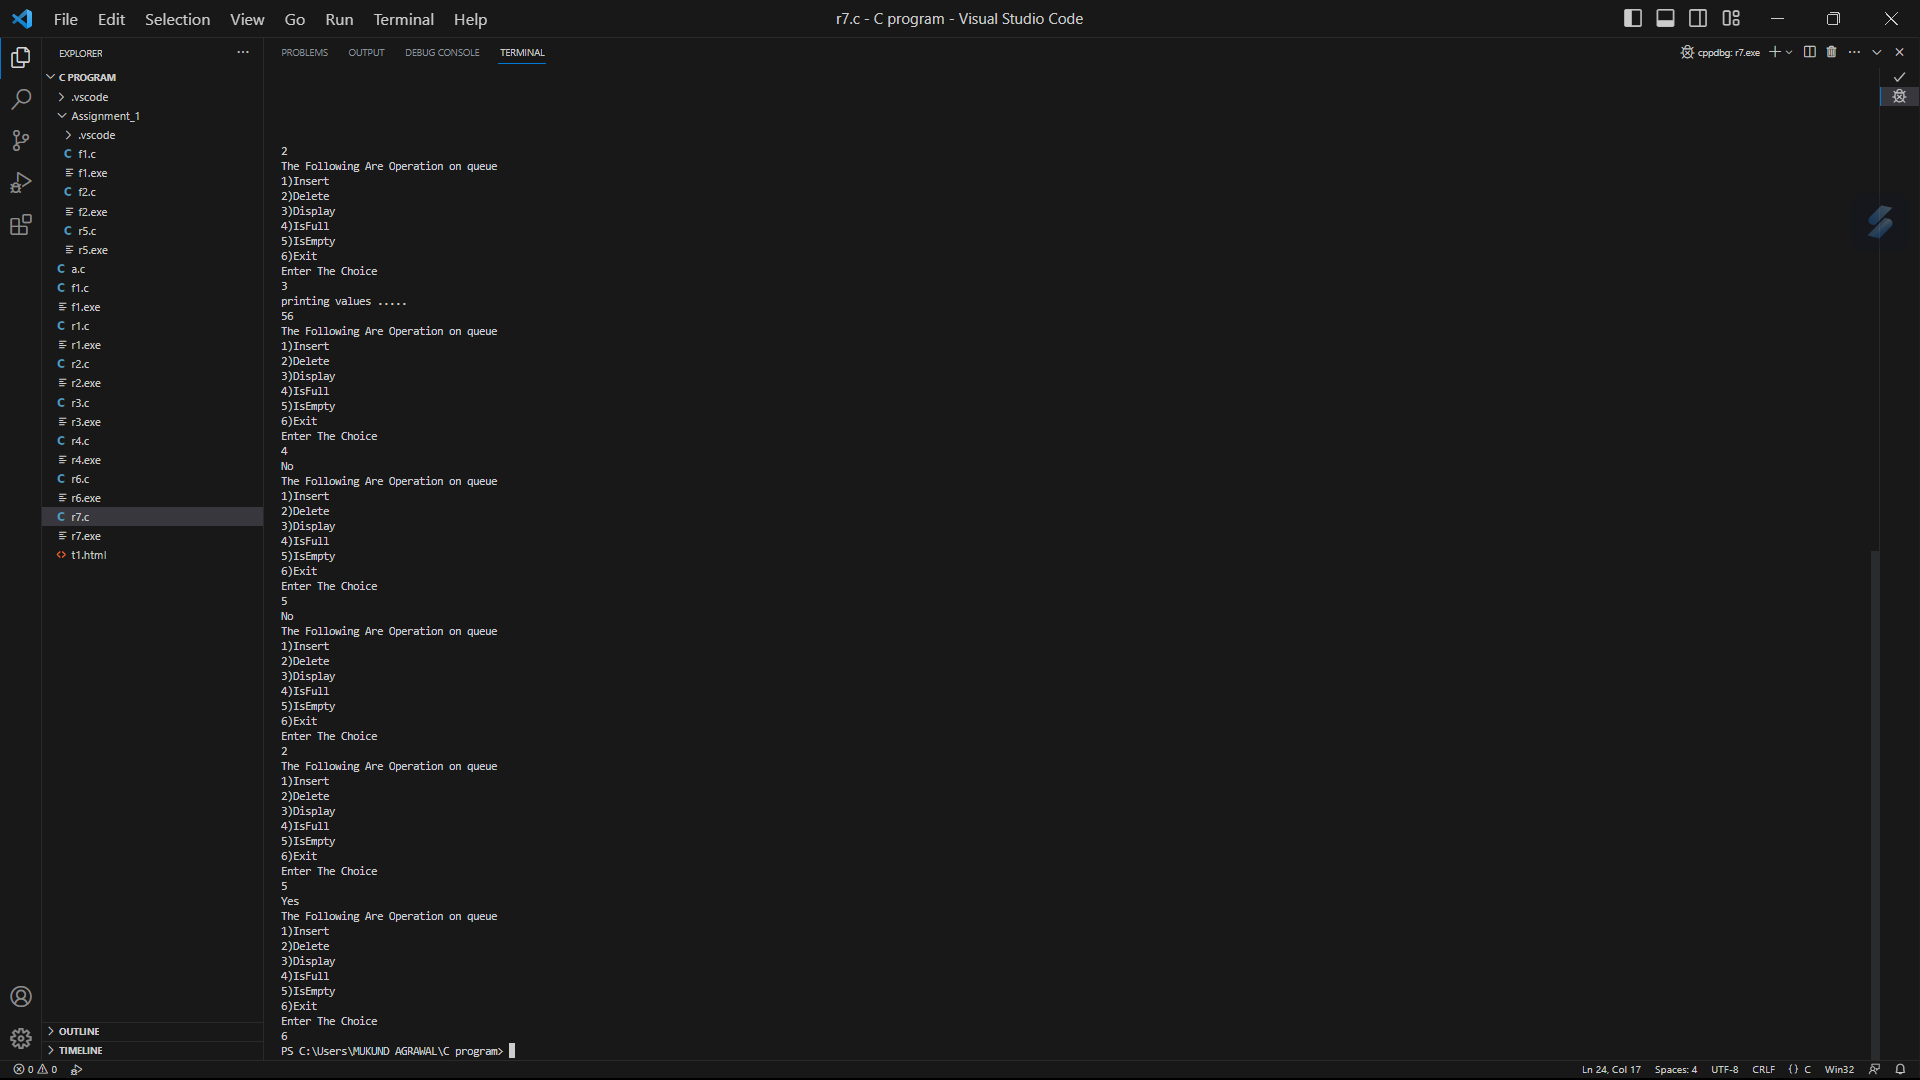 File Edit Selection View Go Run Terminal Help
r7.c - C program - Visual Studio Code
EXPLORER
C PROGRAM
.vscode
Assignment_1
.vscode
C f1.c
f1.exe
C f2.c
f2.exe
C r5.c
r5.exe
C a.c
C f1.c
f1.exe
C r1.c
r1.exe
C r2.c
r2.exe
C r3.c
r3.exe
C r4.c
r4.exe
C r6.c
r6.exe
C r7.c
r7.exe
<> t1.html
OUTLINE
TIMELINE
PROBLEMS OUTPUT DEBUG CONSOLE TERMINAL
cppdbg: r7.exe
2
The Following Are Operation on queue
1)Insert
2)Delete
3)Display
4)IsFull
5)IsEmpty
6)Exit
Enter The Choice
3
printing values .....
56
The Following Are Operation on queue
1)Insert
2)Delete
3)Display
4)IsFull
5)IsEmpty
6)Exit
Enter The Choice
4
No
The Following Are Operation on queue
1)Insert
2)Delete
3)Display
4)IsFull
5)IsEmpty
6)Exit
Enter The Choice
5
No
The Following Are Operation on queue
1)Insert
2)Delete
3)Display
4)IsFull
5)IsEmpty
6)Exit
Enter The Choice
2
The Following Are Operation on queue
1)Insert
2)Delete
3)Display
4)IsFull
5)IsEmpty
6)Exit
Enter The Choice
5
Yes
The Following Are Operation on queue
1)Insert
2)Delete
3)Display
4)IsFull
5)IsEmpty
6)Exit
Enter The Choice
6
PS C:\Users\MUKUND AGRAWAL\C program>
0 0
Ln 24, Col 17 Spaces: 4 UTF-8 CRLF {} C Win32